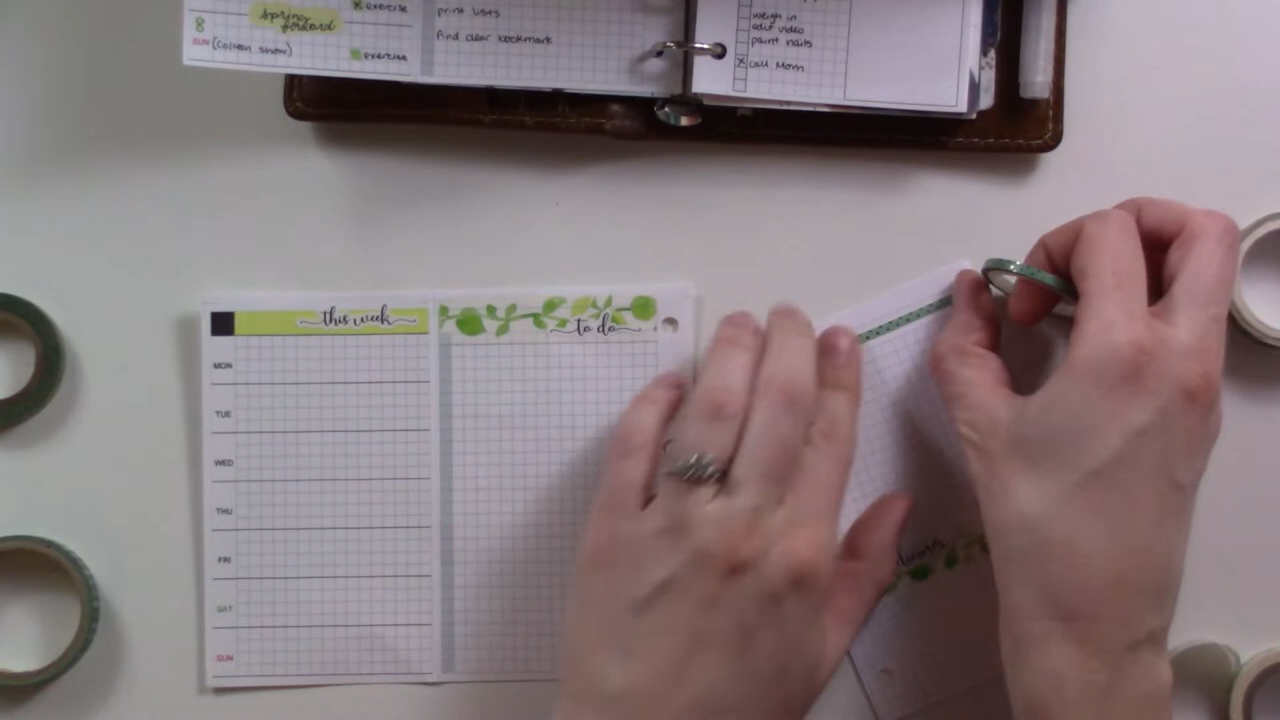 8
spring
forward
SUN (Colleen show)
exercise
exercise
print lists
find clear bookmark
weigh in
edit video
paint nails
call Mom
this week
to do
MON
TUE
WED
THU
FRI
SAT
SUN